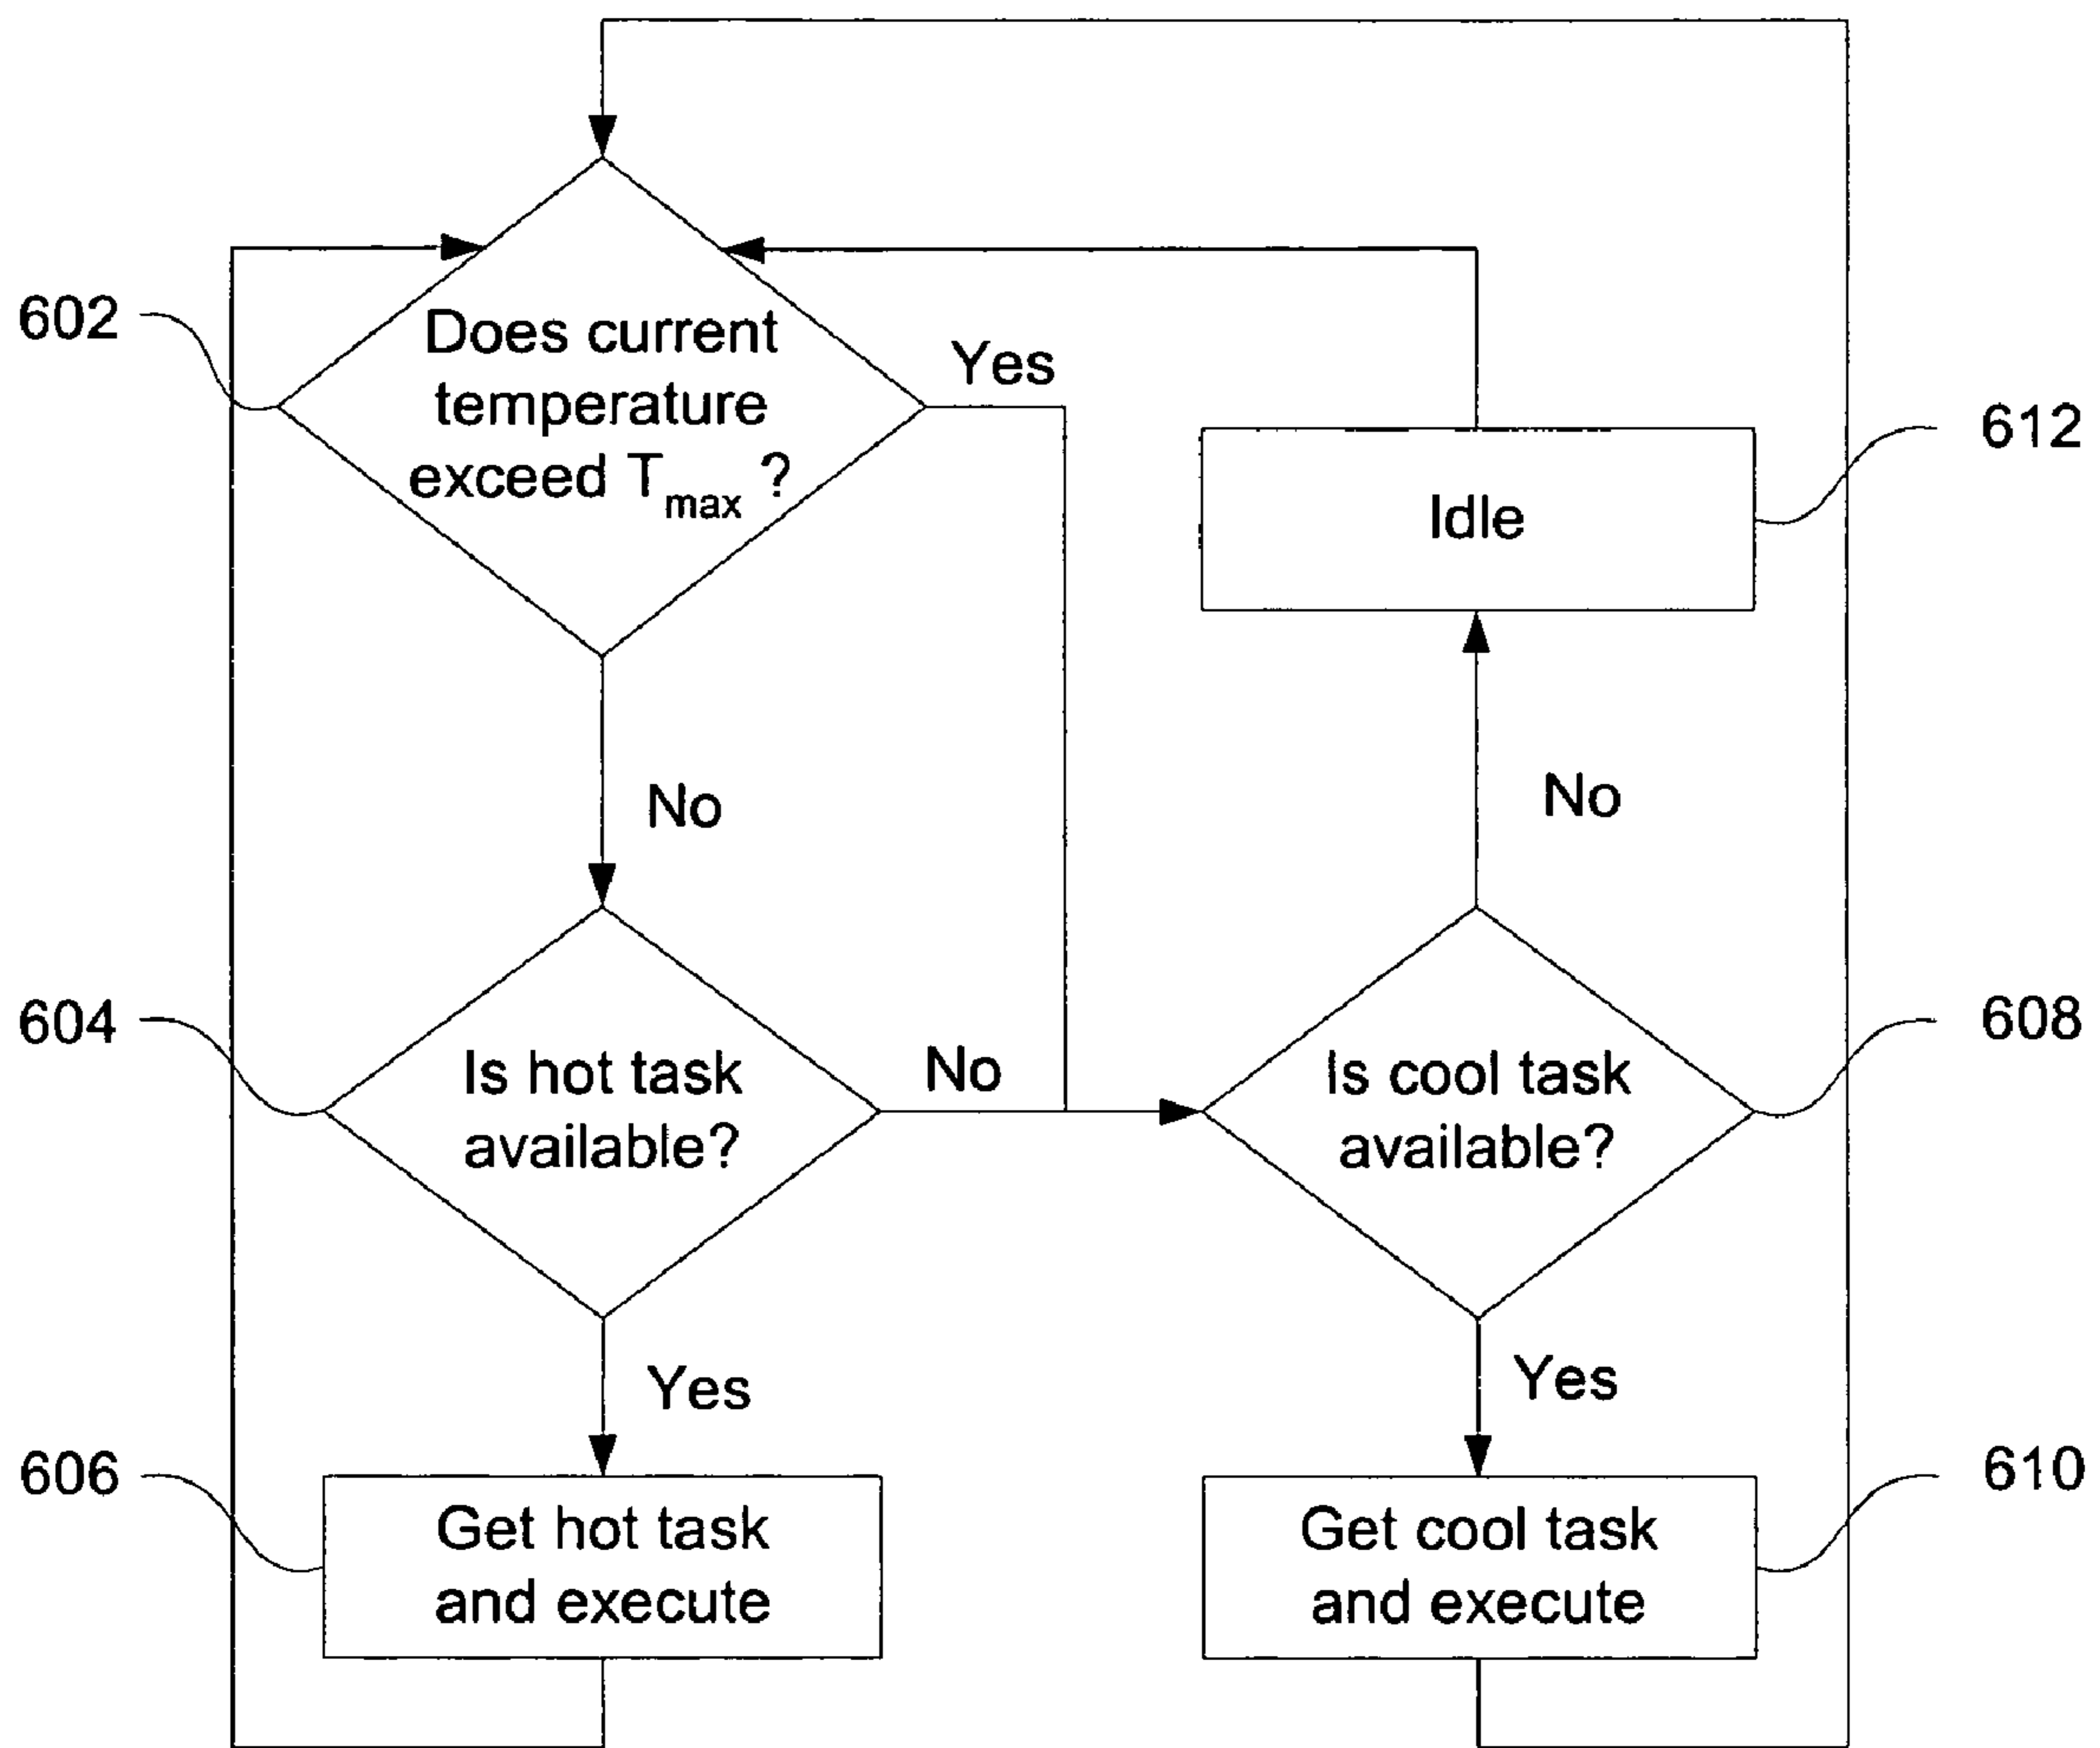 602
Does current
temperature
exceed Tmax ?
Yes
612
Idle
No
No
604
Is hot task
available?
No
608
Is cool task
available?
Yes
Yes
606
Get hot task
and execute
610
Get cool task
and execute